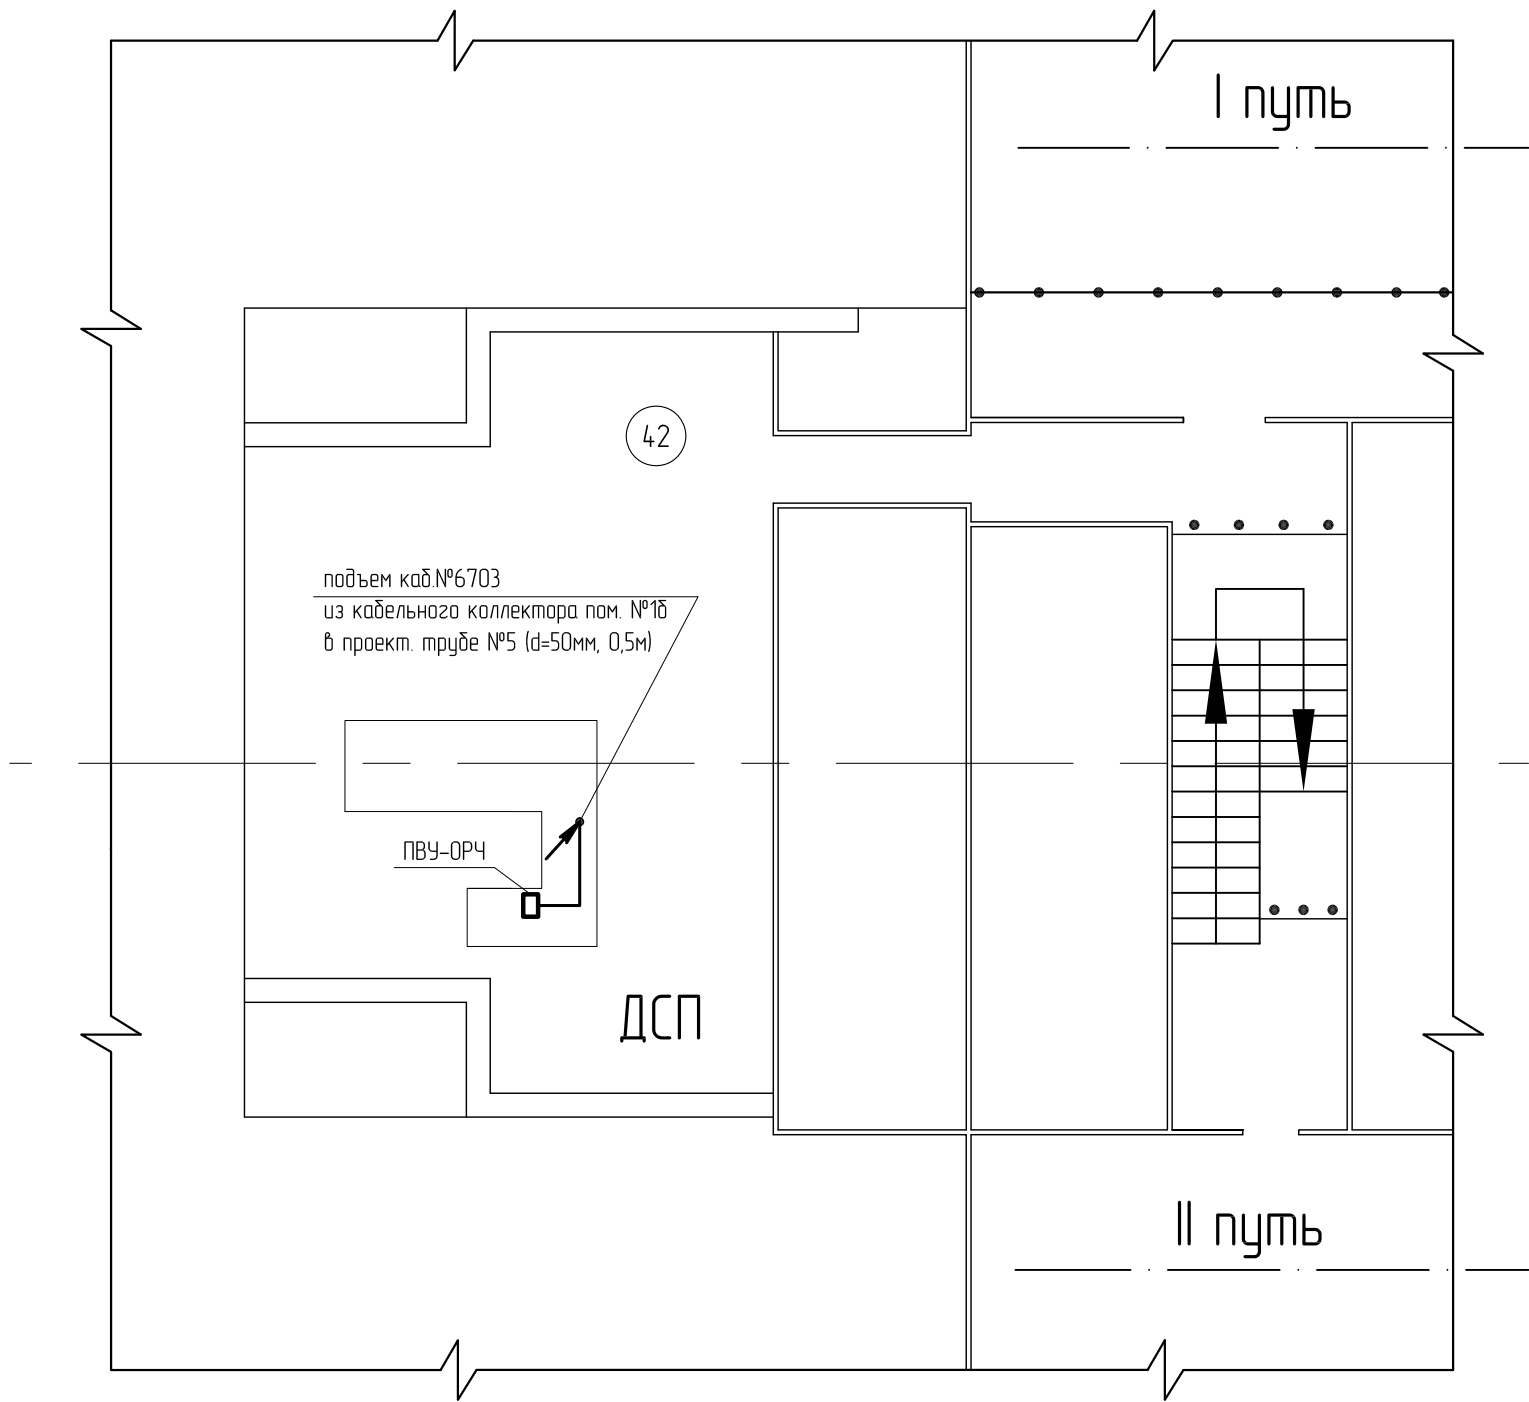 I путь
42
подъем каб.№6703
из кабельного коллектора пом. №1б
в проект. трубе №5 (d=50мм, 0,5м)
ПВУ-ОРЧ
ДСП
II путь